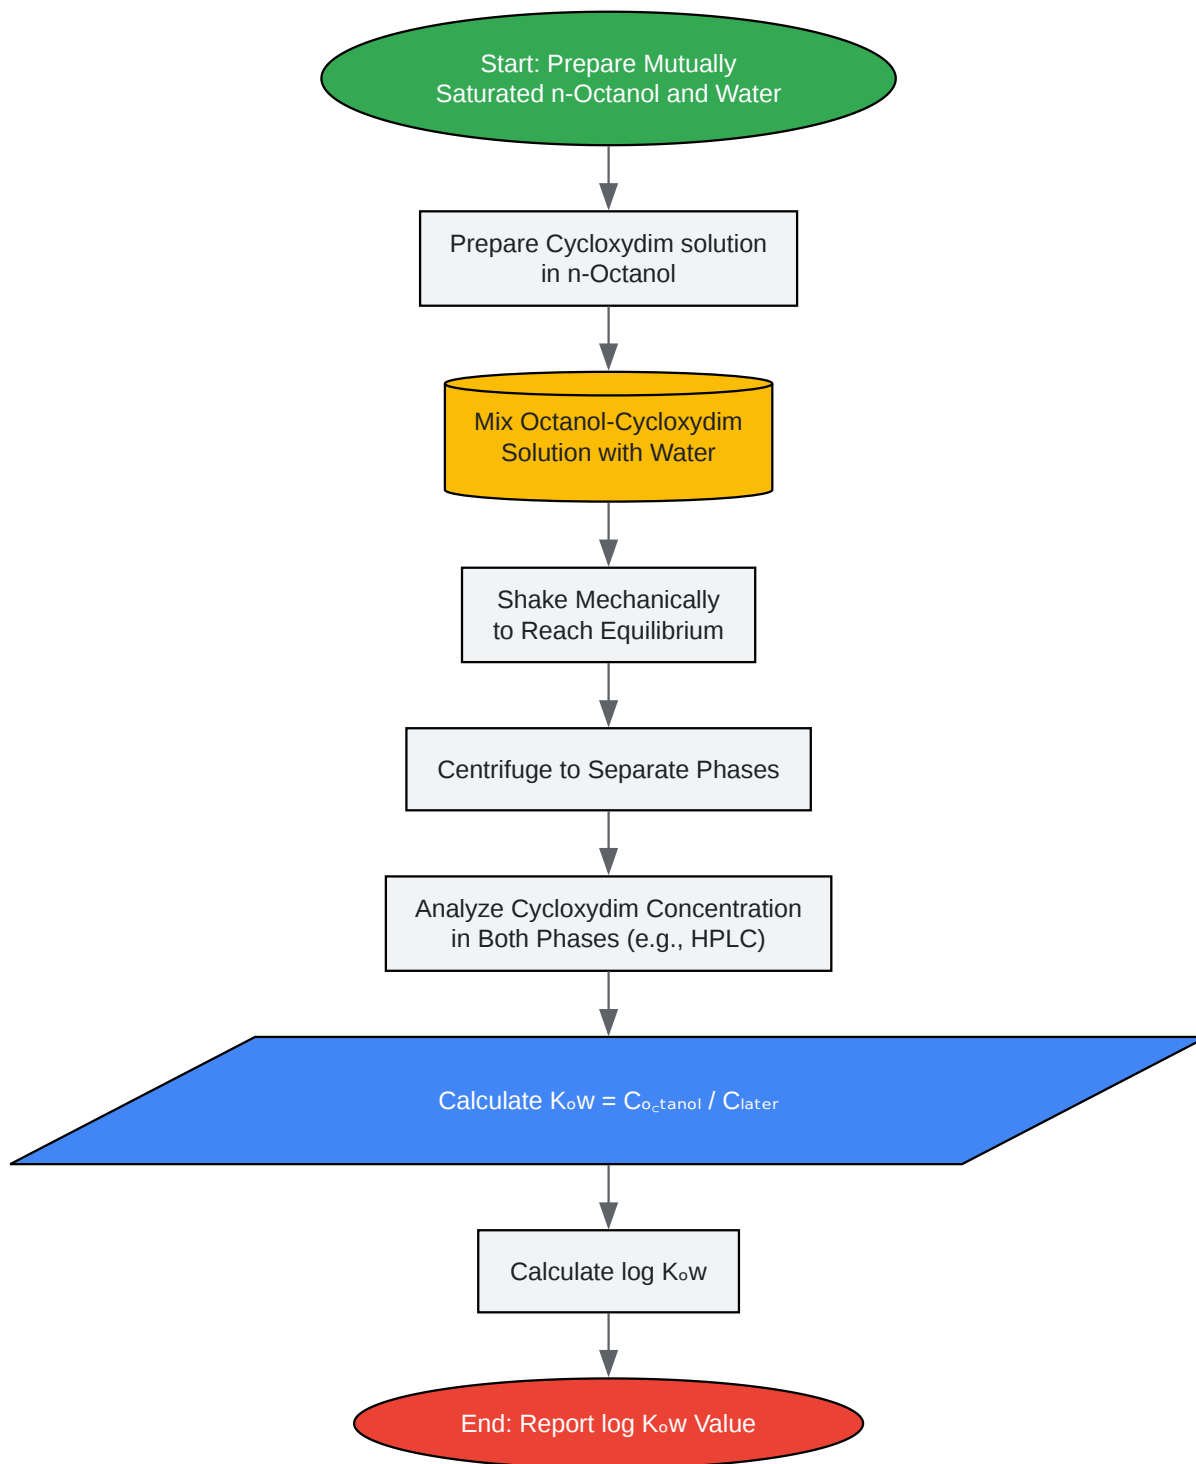 Start: Prepare Mutually
Saturated n-Octanol and Water
Prepare Cycloxydim solution
in n-Octanol
Mix Octanol-Cycloxydim
Solution with Water
Shake Mechanically
to Reach Equilibrium
Centrifuge to Separate Phases
Analyze Cycloxydim Concentration
in Both Phases (e.g., HPLC)
Calculate Kₒw = Cₒ꜀ₜₐₙₒₗ / Cₗₐₜₑᵣ
Calculate log Kₒw
End: Report log Kₒw Value